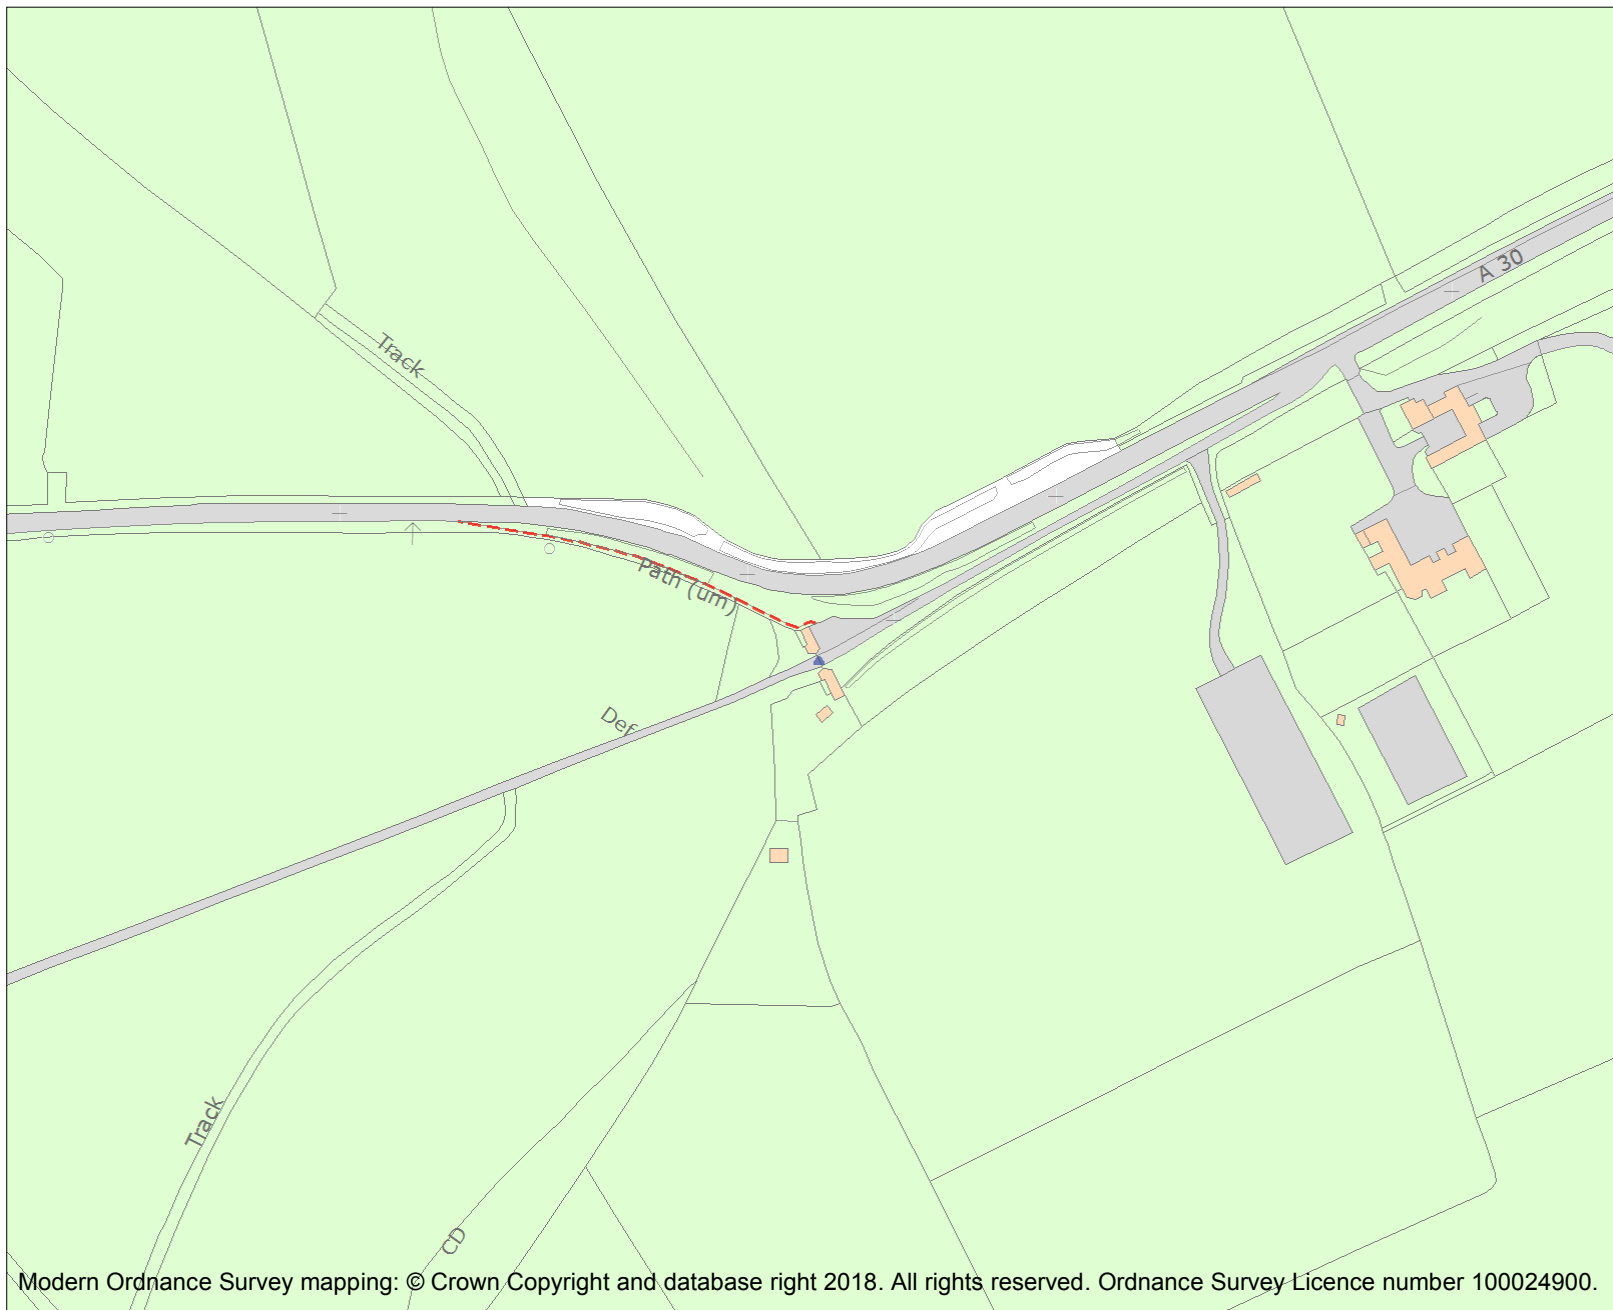 A 30
Track
Path (um)
Def
Track
CD
Modern Ordnance Survey mapping: © Crown Copyright and database right 2018. All rights reserved. Ordnance Survey Licence number 100024900.